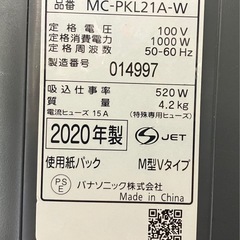 品番 MC-PKL21A-W
定格電圧 100 V
定格消費電力 1000 W
定格周波数 50-60 Hz
製造番号 014997
吸込仕事率 520 W
質量 4.2 kg
電流ヒューズ 15 A (特殊専用ヒューズ)
2020年製 S JET
使用紙パック M型Vタイプ
PSE パナソニック株式会社
Made in China